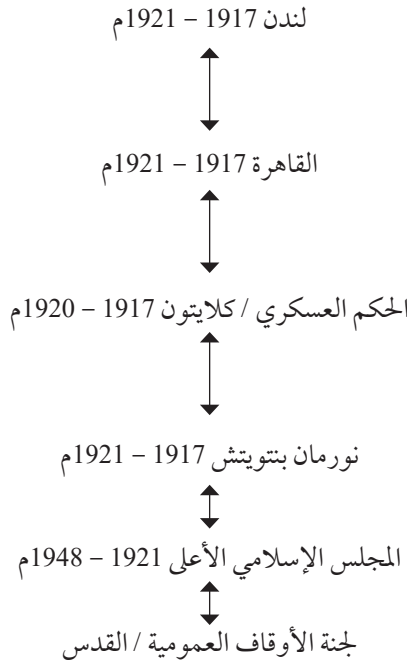 لندن 1917 – 1921م
القاهرة 1917 – 1921م
الحكم العسكري / كلايتون 1917 – 1920م
نورمان بنتويتش 1917 – 1921م
المجلس الإسلامي الأعلى 1921 – 1948م
لجنة الأوقاف العمومية / القدس